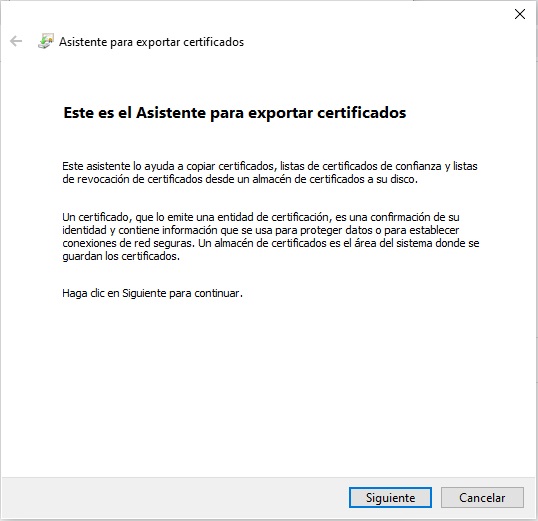 Asistente para exportar certificados
Este es el Asistente para exportar certificados
Este asistente lo ayuda a copiar certificados, listas de certificados de confianza y listas
de revocación de certificados desde un almacén de certificados a su disco.
Un certificado, que lo emite una entidad de certificación, es una confirmación de su
identidad y contiene información que se usa para proteger datos o para establecer
conexiones de red seguras. Un almacén de certificados es el área del sistema donde se
guardan los certificados.
Haga clic en Siguiente para continuar.
Siguiente
Cancelar